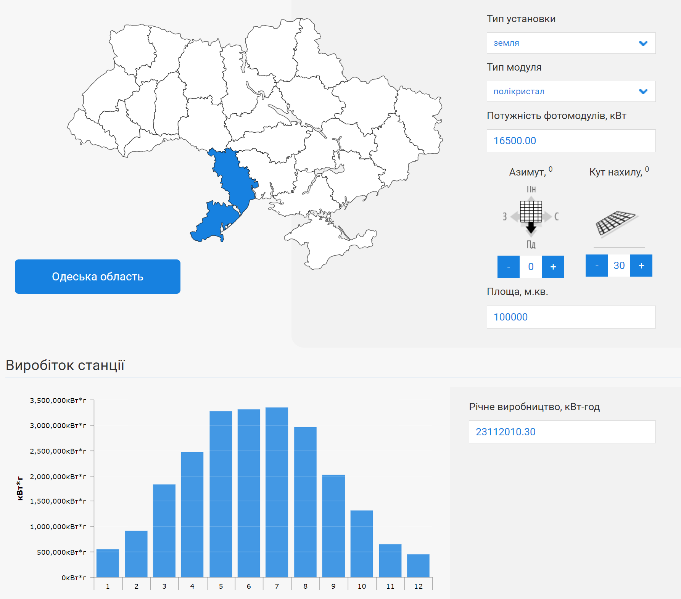 Тип установки
земля
Тип модуля
полікристал
Потужність фотомодулів, кВт
16500.00
Азимут, 0
Кут нахилу, 0
Пн
З
С
Пд
- 0 +
- 30 +
Одеська область
Площа, м.кв.
100000
Виробіток станції
Річне виробництво, кВт-год
23112010.30
кВт*г
3,500,000кВт*г
3,000,000кВт*г
2,500,000кВт*г
2,000,000кВт*г
1,500,000кВт*г
1,000,000кВт*г
500,000кВт*г
0кВт*г
1 2 3 4 5 6 7 8 9 10 11 12